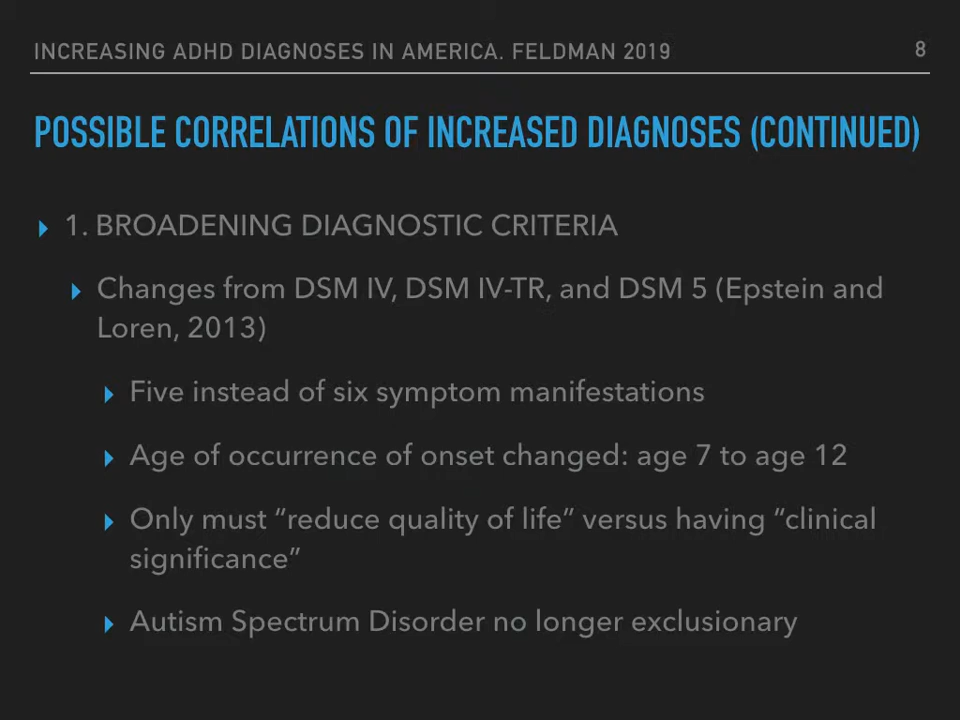 INCREASING ADHD DIAGNOSES IN AMERICA. FELDMAN 2019
8
POSSIBLE CORRELATIONS OF INCREASED DIAGNOSES (CONTINUED)
1. BROADENING DIAGNOSTIC CRITERIA
Changes from DSM IV, DSM IV-TR, and DSM 5 (Epstein and
Loren, 2013)
Five instead of six symptom manifestations
Age of occurrence of onset changed: age 7 to age 12
Only must “reduce quality of life” versus having “clinical
significance”
Autism Spectrum Disorder no longer exclusionary